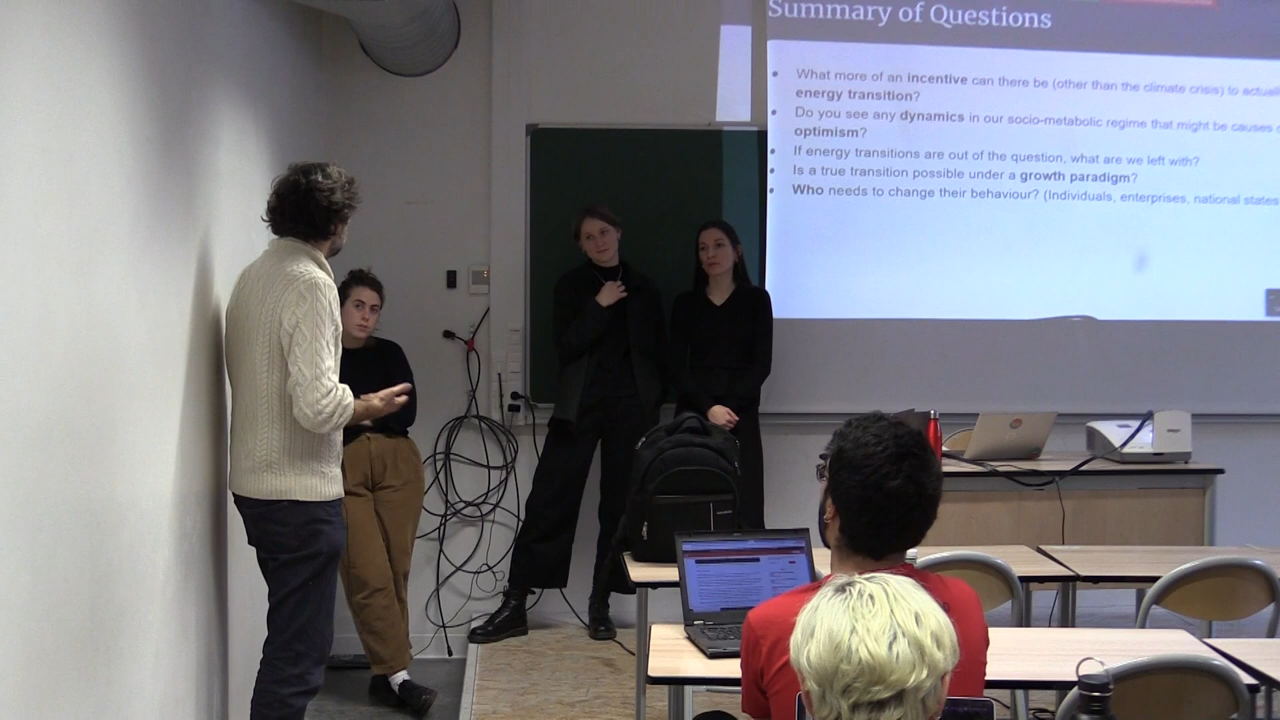 Summary of Questions
• What more of an incentive can there be (other than the climate crisis) to actual
energy transition?
• Do you see any dynamics in our socio-metabolic regime that might be causes
optimism?
• If energy transitions are out of the question, what are we left with?
• Is a true transition possible under a growth paradigm?
• Who needs to change their behaviour? (Individuals, enterprises, national states